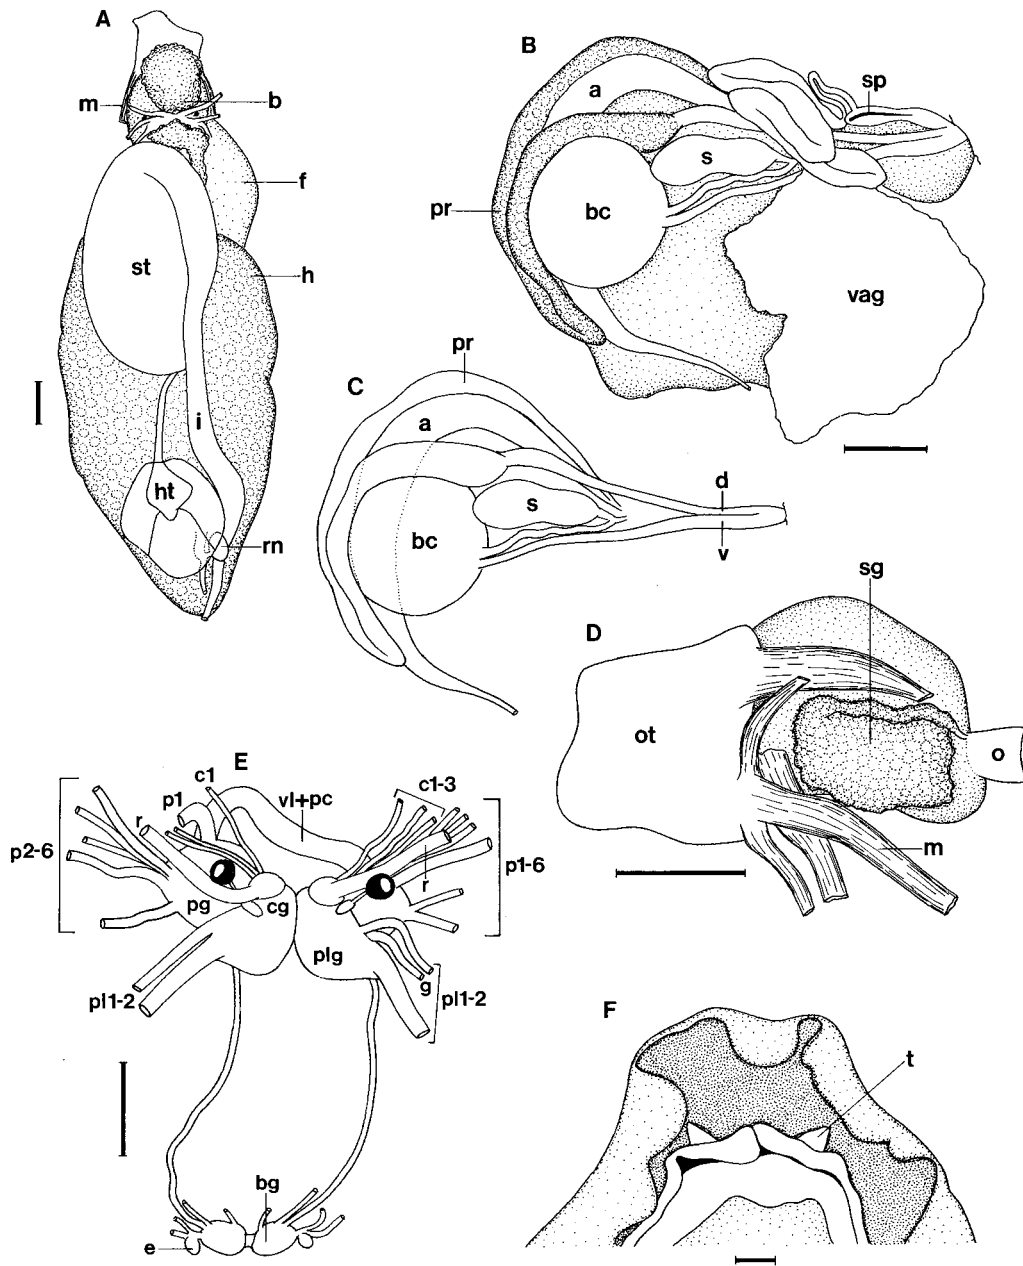 A
m
b
f
st
h
i
ht
rn
B
sp
a
s
pr
bc
vag
C
pr
a
s
d
bc
v
D
sg
ot
o
m
E
c1
c1-3
p1
vl+pc
r
p2-6
p1-6
r
pg
cg
plg
g
pl1-2
pl1-2
bg
e
F
t